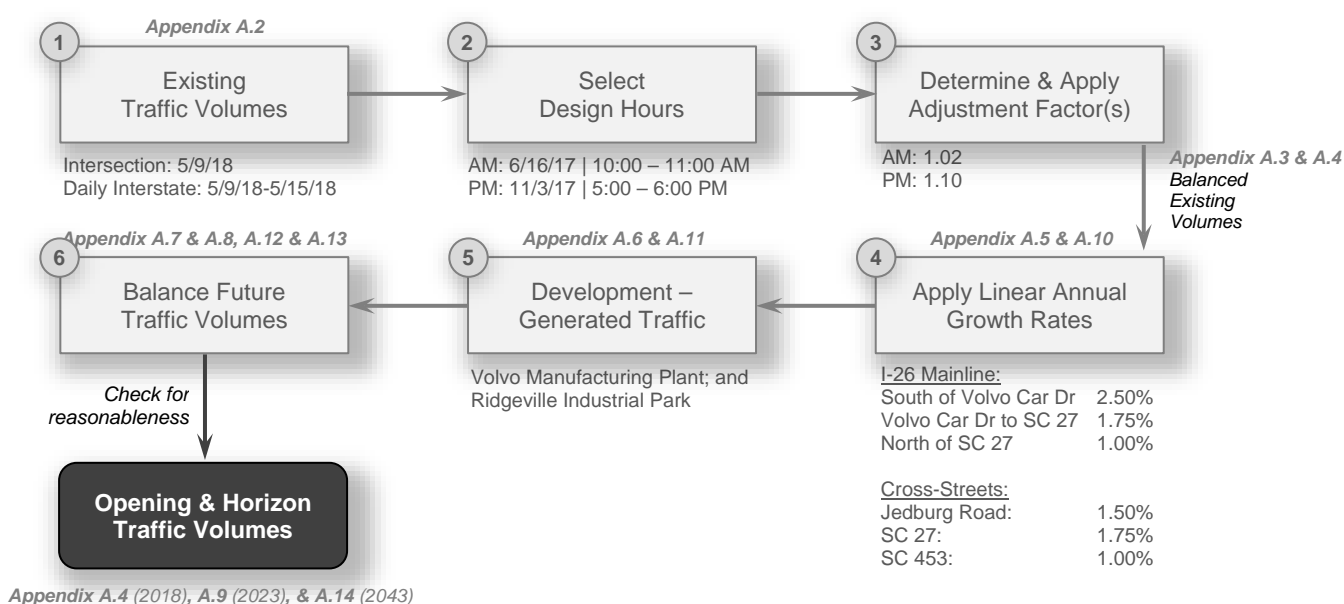 Appendix A.2
1
Existing
Traffic Volumes
Intersection: 5/9/18
Daily Interstate: 5/9/18-5/15/18
2
Select
Design Hours
AM: 6/16/17 | 10:00 – 11:00 AM
PM: 11/3/17 | 5:00 – 6:00 PM
3
Determine & Apply
Adjustment Factor(s)
AM: 1.02
PM: 1.10
Appendix A.3 & A.4
Balanced
Existing
Volumes
Appendix A.5 & A.10
4
Apply Linear Annual
Growth Rates
I-26 Mainline:
South of Volvo Car Dr 2.50%
Volvo Car Dr to SC 27 1.75%
North of SC 27 1.00%
Cross-Streets:
Jedburg Road: 1.50%
SC 27: 1.75%
SC 453: 1.00%
Appendix A.6 & A.11
5
Development –
Generated Traffic
Volvo Manufacturing Plant; and
Ridgeville Industrial Park
Appendix A.7 & A.8, A.12 & A.13
6
Balance Future
Traffic Volumes
Check for
reasonableness
Opening & Horizon
Traffic Volumes
Appendix A.4 (2018), A.9 (2023), & A.14 (2043)